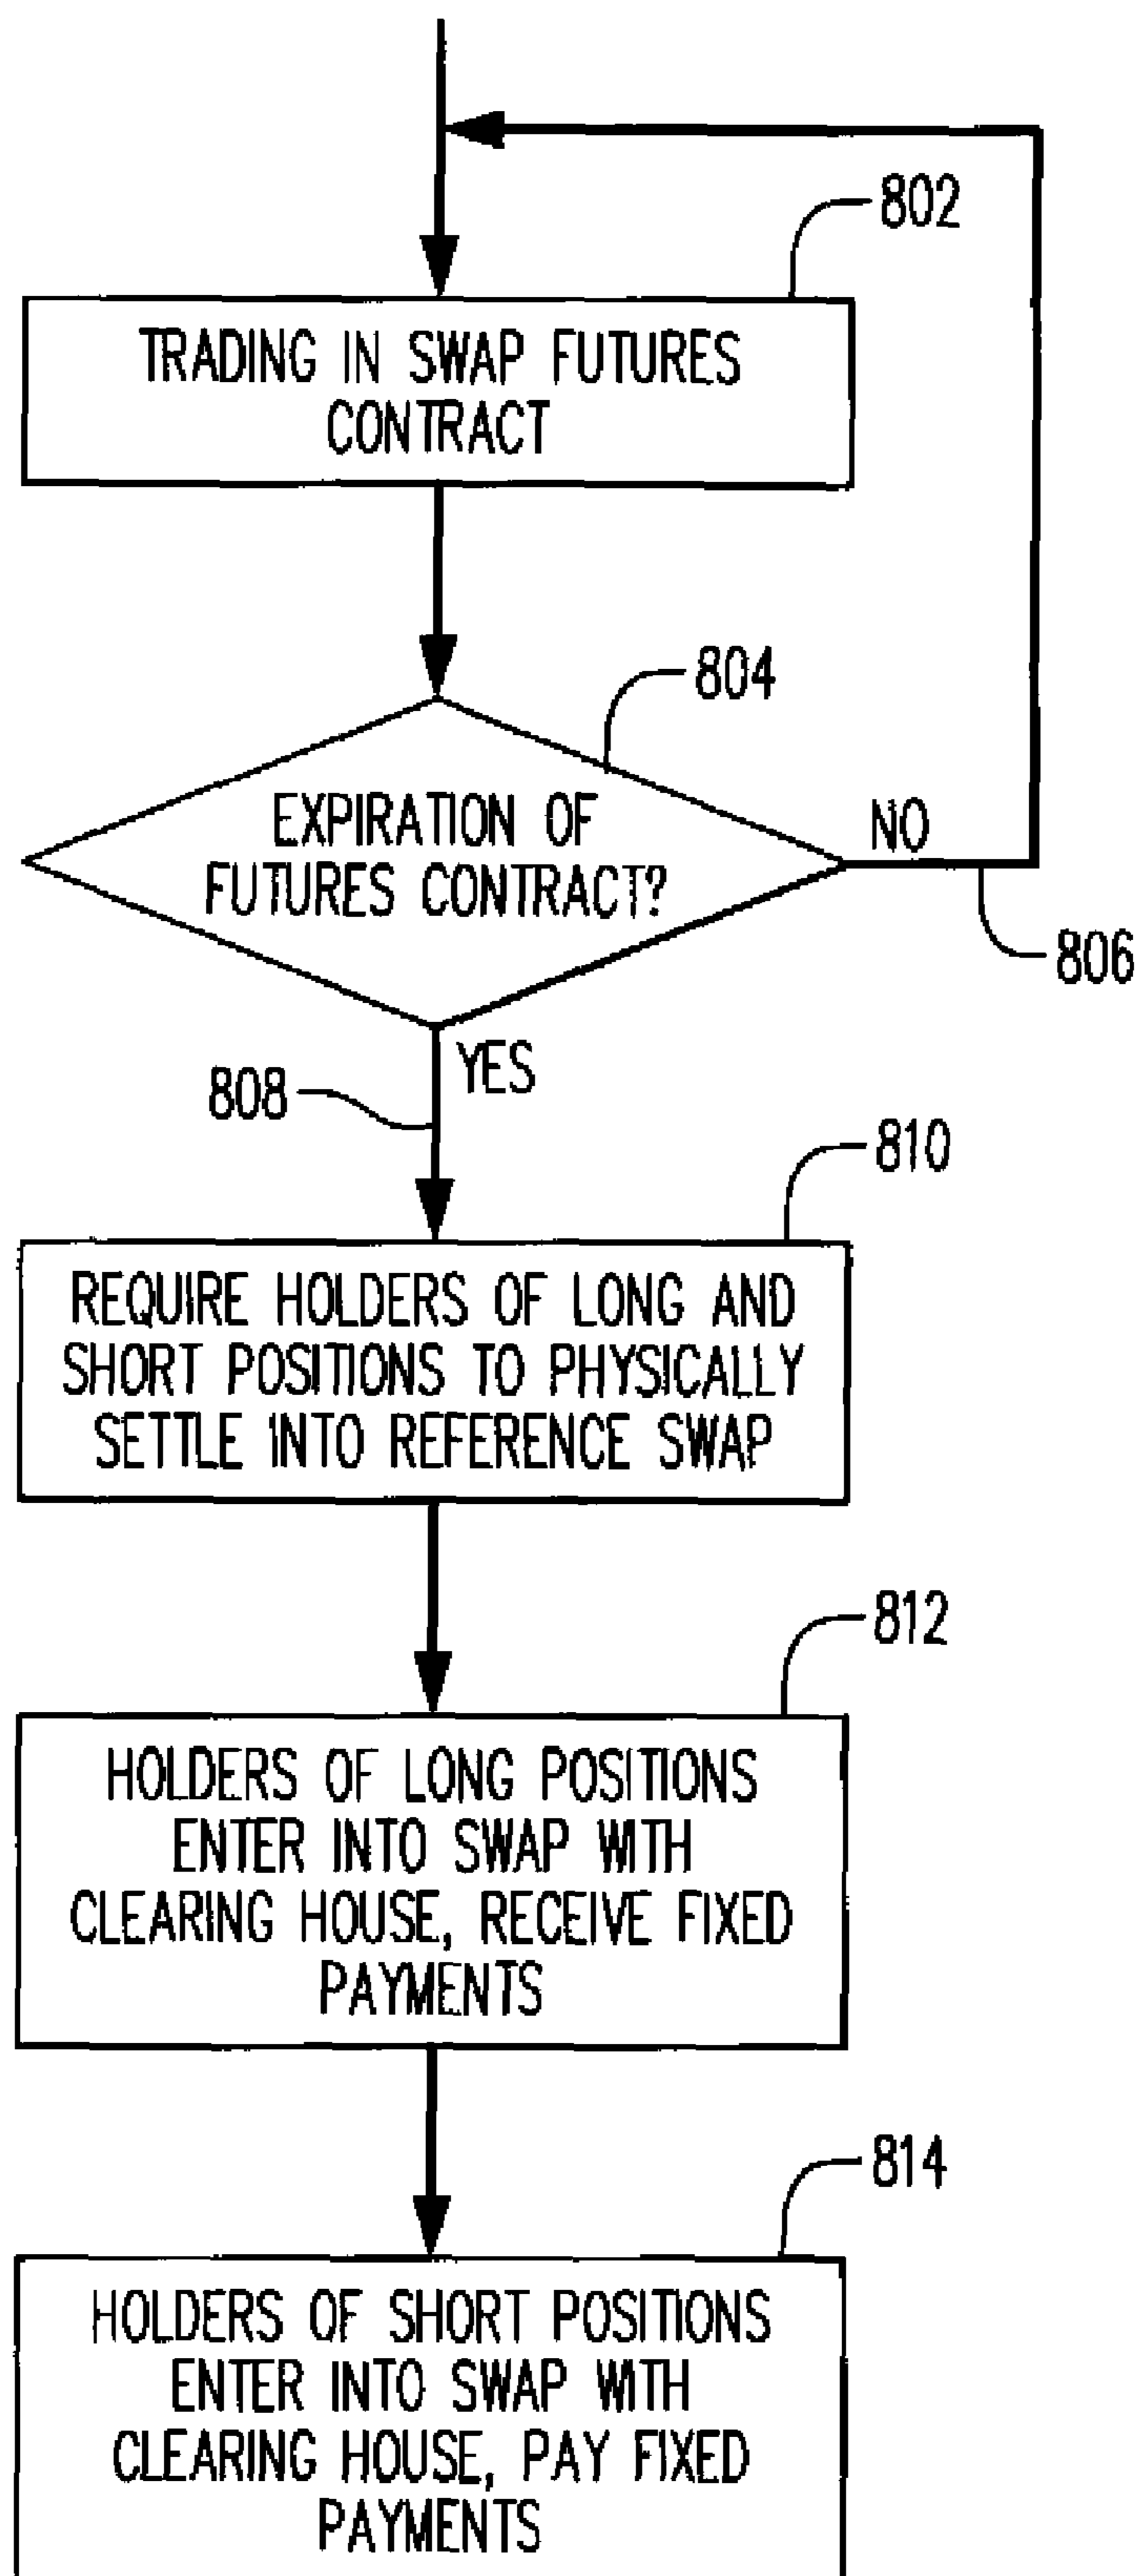 802
TRADING IN SWAP FUTURES
CONTRACT
804
EXPIRATION OF
FUTURES CONTRACT?
NO
806
YES
808
810
REQUIRE HOLDERS OF LONG AND
SHORT POSITIONS TO PHYSICALLY
SETTLE INTO REFERENCE SWAP
812
HOLDERS OF LONG POSITIONS
ENTER INTO SWAP WITH
CLEARING HOUSE, RECEIVE FIXED
PAYMENTS
814
HOLDERS OF SHORT POSITIONS
ENTER INTO SWAP WITH
CLEARING HOUSE, PAY FIXED
PAYMENTS